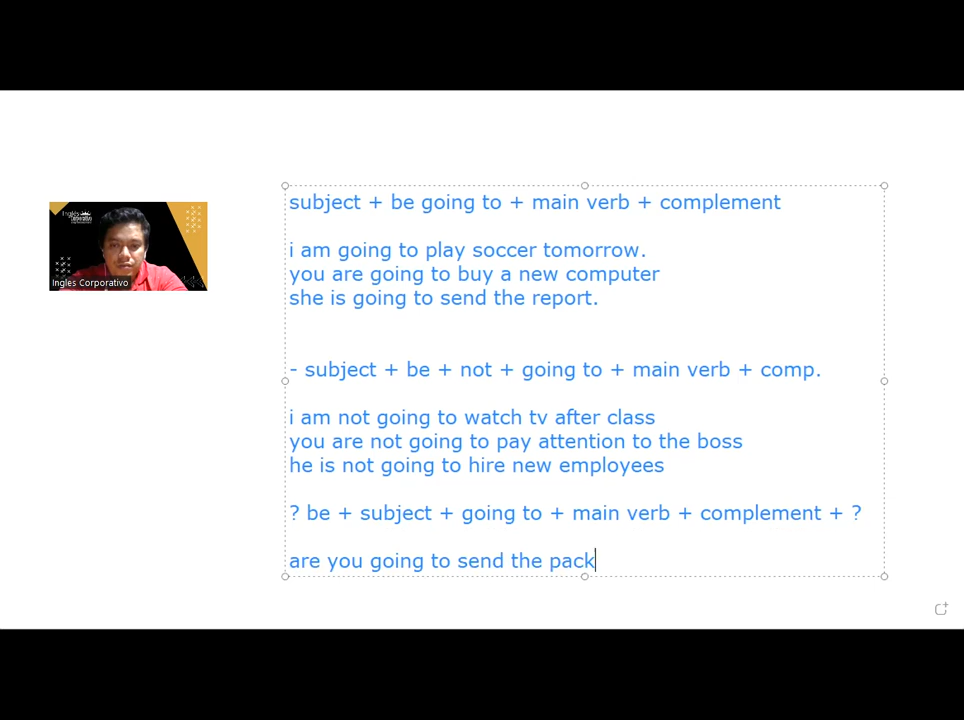 Inglés
Corporativo
Inglés Corporativo
subject + be going to + main verb + complement
i am going to play soccer tomorrow.
you are going to buy a new computer
she is going to send the report.
- subject + be + not + going to + main verb + comp.
i am not going to watch tv after class
you are not going to pay attention to the boss
he is not going to hire new employees
? be + subject + going to + main verb + complement + ?
are you going to send the pack